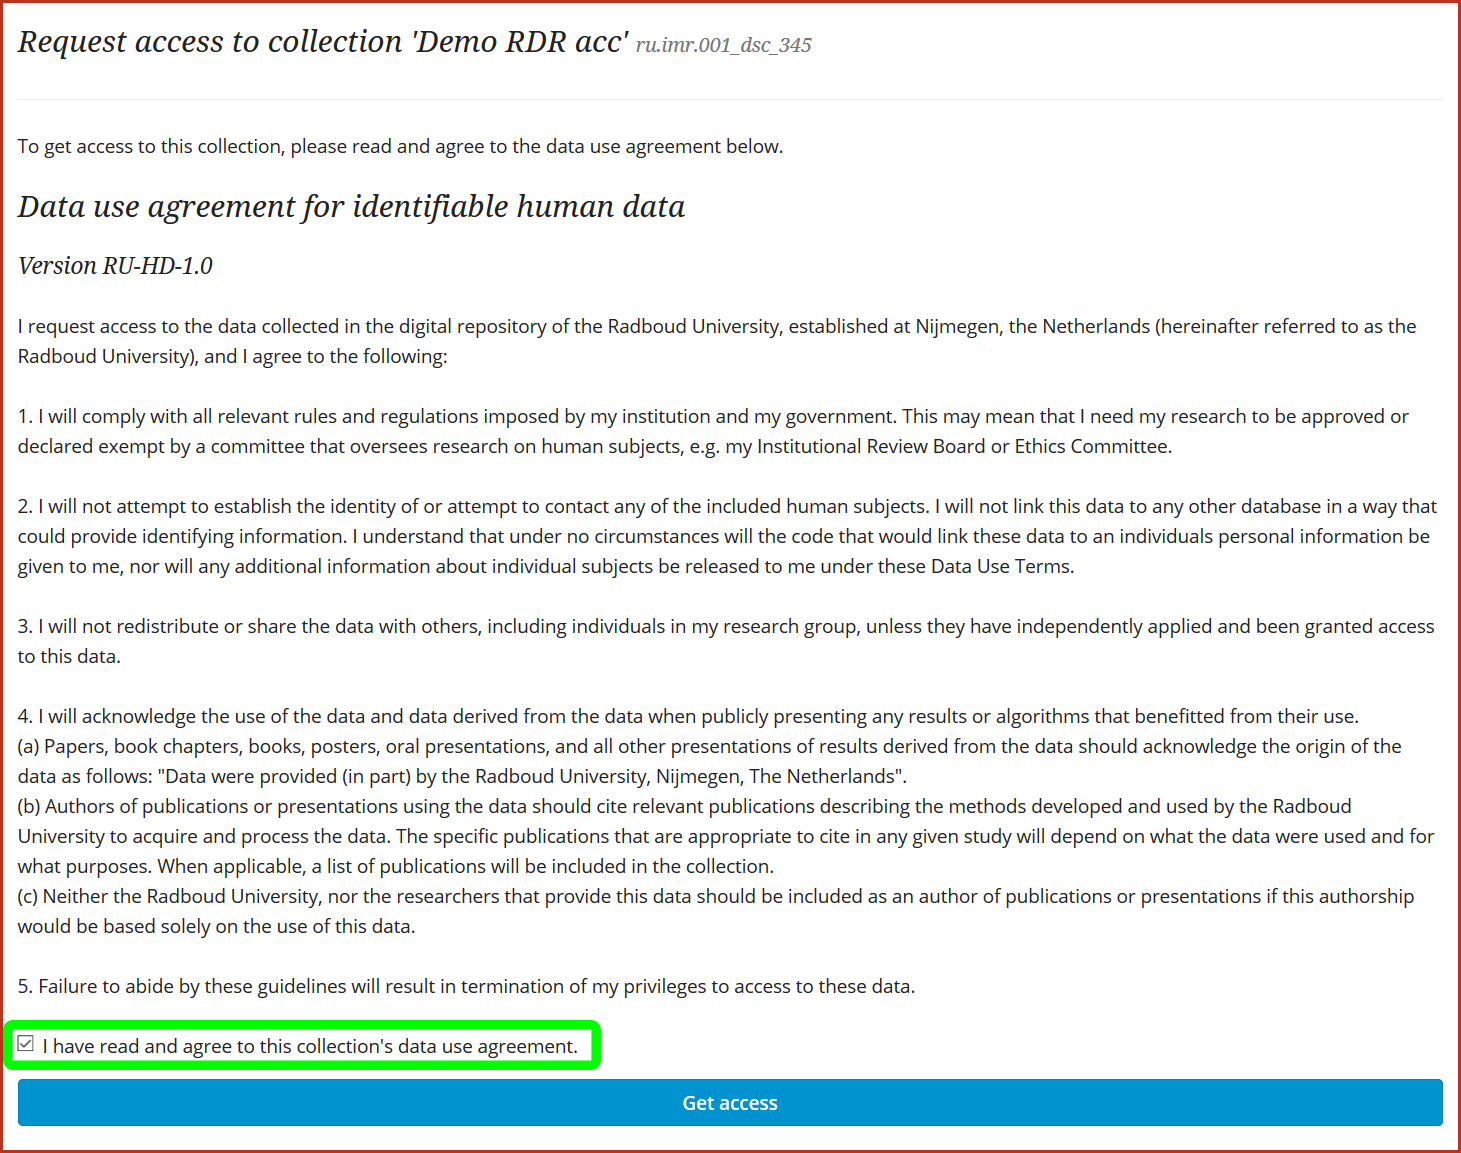 Request access to collection 'Demo RDR acc' ru.imr.001_dsc_345
To get access to this collection, please read and agree to the data use agreement below.
Data use agreement for identifiable human data
Version RU-HD-1.0
I request access to the data collected in the digital repository of the Radboud University, established at Nijmegen, the Netherlands (hereinafter referred to as the
Radboud University), and I agree to the following:
1. I will comply with all relevant rules and regulations imposed by my institution and my government. This may mean that I need my research to be approved or
declared exempt by a committee that oversees research on human subjects, e.g. my Institutional Review Board or Ethics Committee.
2. I will not attempt to establish the identity of or attempt to contact any of the included human subjects. I will not link this data to any other database in a way that
could provide identifying information. I understand that under no circumstances will the code that would link these data to an individuals personal information be
given to me, nor will any additional information about individual subjects be released to me under these Data Use Terms.
3. I will not redistribute or share the data with others, including individuals in my research group, unless they have independently applied and been granted access
to this data.
4. I will acknowledge the use of the data and data derived from the data when publicly presenting any results or algorithms that benefitted from their use.
(a) Papers, book chapters, books, posters, oral presentations, and all other presentations of results derived from the data should acknowledge the origin of the
data as follows: "Data were provided (in part) by the Radboud University, Nijmegen, The Netherlands".
(b) Authors of publications or presentations using the data should cite relevant publications describing the methods developed and used by the Radboud
University to acquire and process the data. The specific publications that are appropriate to cite in any given study will depend on what the data were used and for
what purposes. When applicable, a list of publications will be included in the collection.
(c) Neither the Radboud University, nor the researchers that provide this data should be included as an author of publications or presentations if this authorship
would be based solely on the use of this data.
5. Failure to abide by these guidelines will result in termination of my privileges to access to these data.
I have read and agree to this collection's data use agreement.
Get access